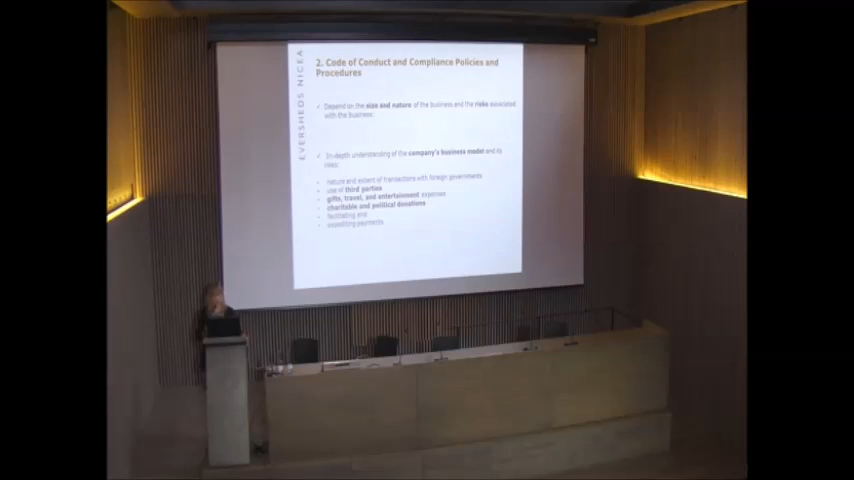 EVERSHEDS NICEA
2. Code of Conduct and Compliance Policies and
Procedures
✓ Depend on the size and nature of the business and the risks associated
with the business:
✓ In-depth understanding of the company's business model and its
risks:
- nature and extent of transactions with foreign governments
- use of third parties
- gifts, travel, and entertainment expenses
- charitable and political donations
- facilitating and
- expediting payments